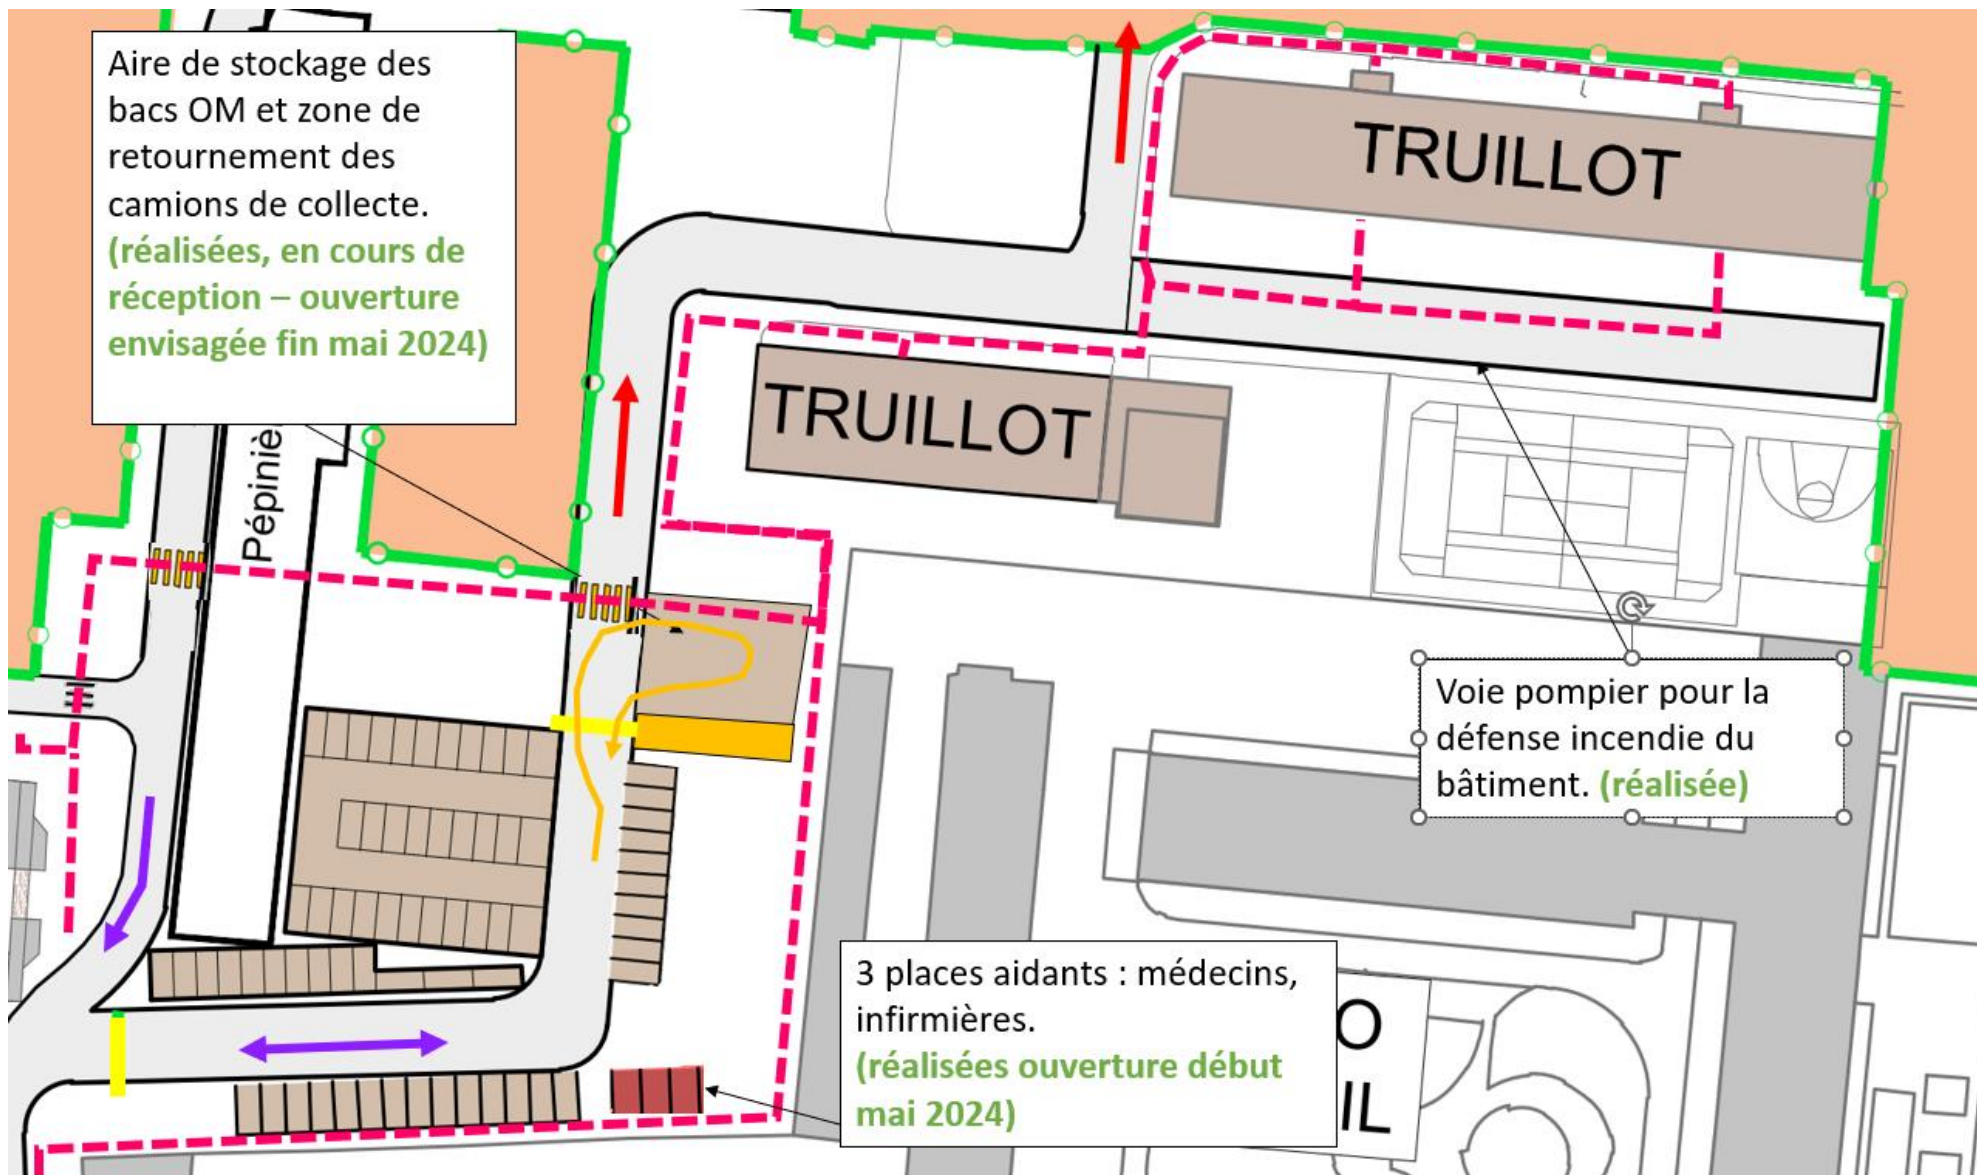 Aire de stockage des
bacs OM et zone de
retournement des
camions de collecte.
(réalisées, en cours de
réception – ouverture
envisagée fin mai 2024)
TRUILLOT
TRUILLOT
Pépiniè
Voie pompier pour la
défense incendie du
bâtiment. (réalisée)
3 places aidants : médecins,
infirmières.
(réalisées ouverture début
mai 2024)
O
IL